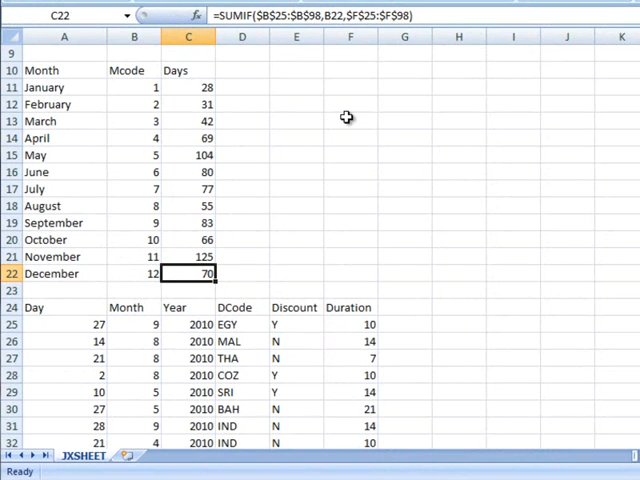 C22 fx =SUMIF($B$25:$B$98,B22,$F$25:$F$98)
A B C D E F G H I J K
9
10 Month Mcode Days
11 January 1 28
12 February 2 31
13 March 3 42
14 April 4 69
15 May 5 104
16 June 6 80
17 July 7 77
18 August 8 55
19 September 9 83
20 October 10 66
21 November 11 125
22 December 12 70
23
24 Day Month Year DCode Discount Duration
25 27 9 2010 EGY Y 10
26 14 8 2010 MAL N 14
27 21 8 2010 THA N 7
28 2 8 2010 COZ Y 10
29 10 5 2010 SRI Y 14
30 27 5 2010 BAH N 21
31 28 9 2010 IND N 14
32 21 4 2010 IND N 10
JXSHEET
Ready